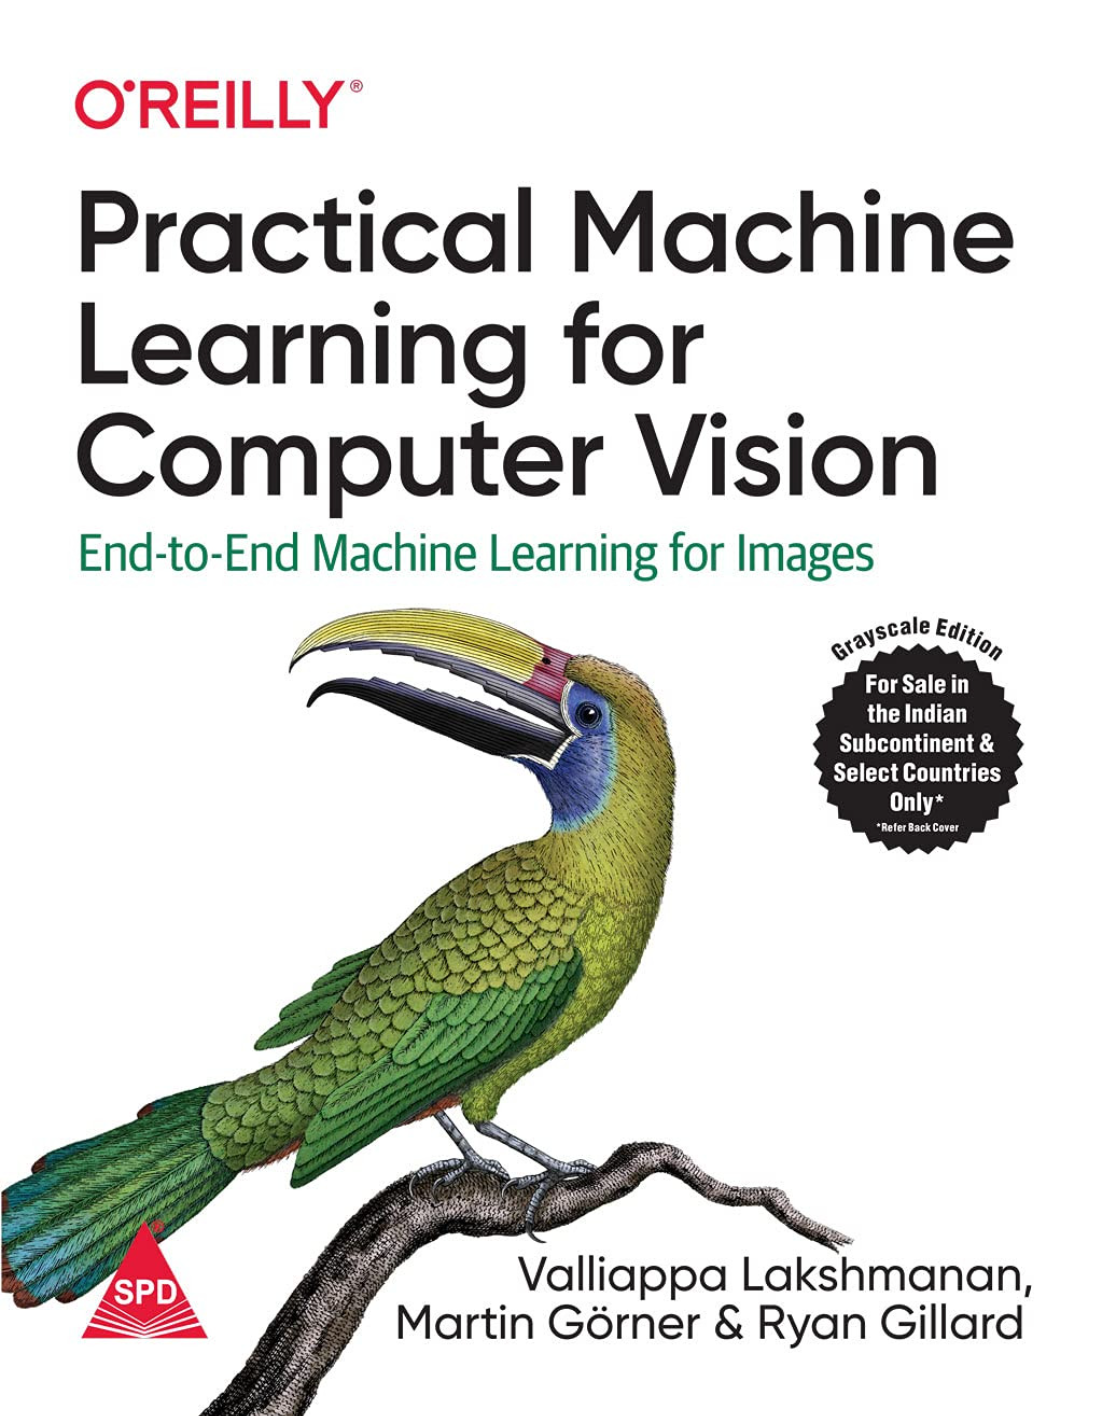 O'REILLY®
Practical Machine
Learning for
Computer Vision
End-to-End Machine Learning for Images
Grayscale Edition
For Sale in
the Indian
Subcontinent &
Select Countries
Only*
*Refer Back Cover
SPD
®
Valliappa Lakshmanan,
Martin Görner & Ryan Gillard